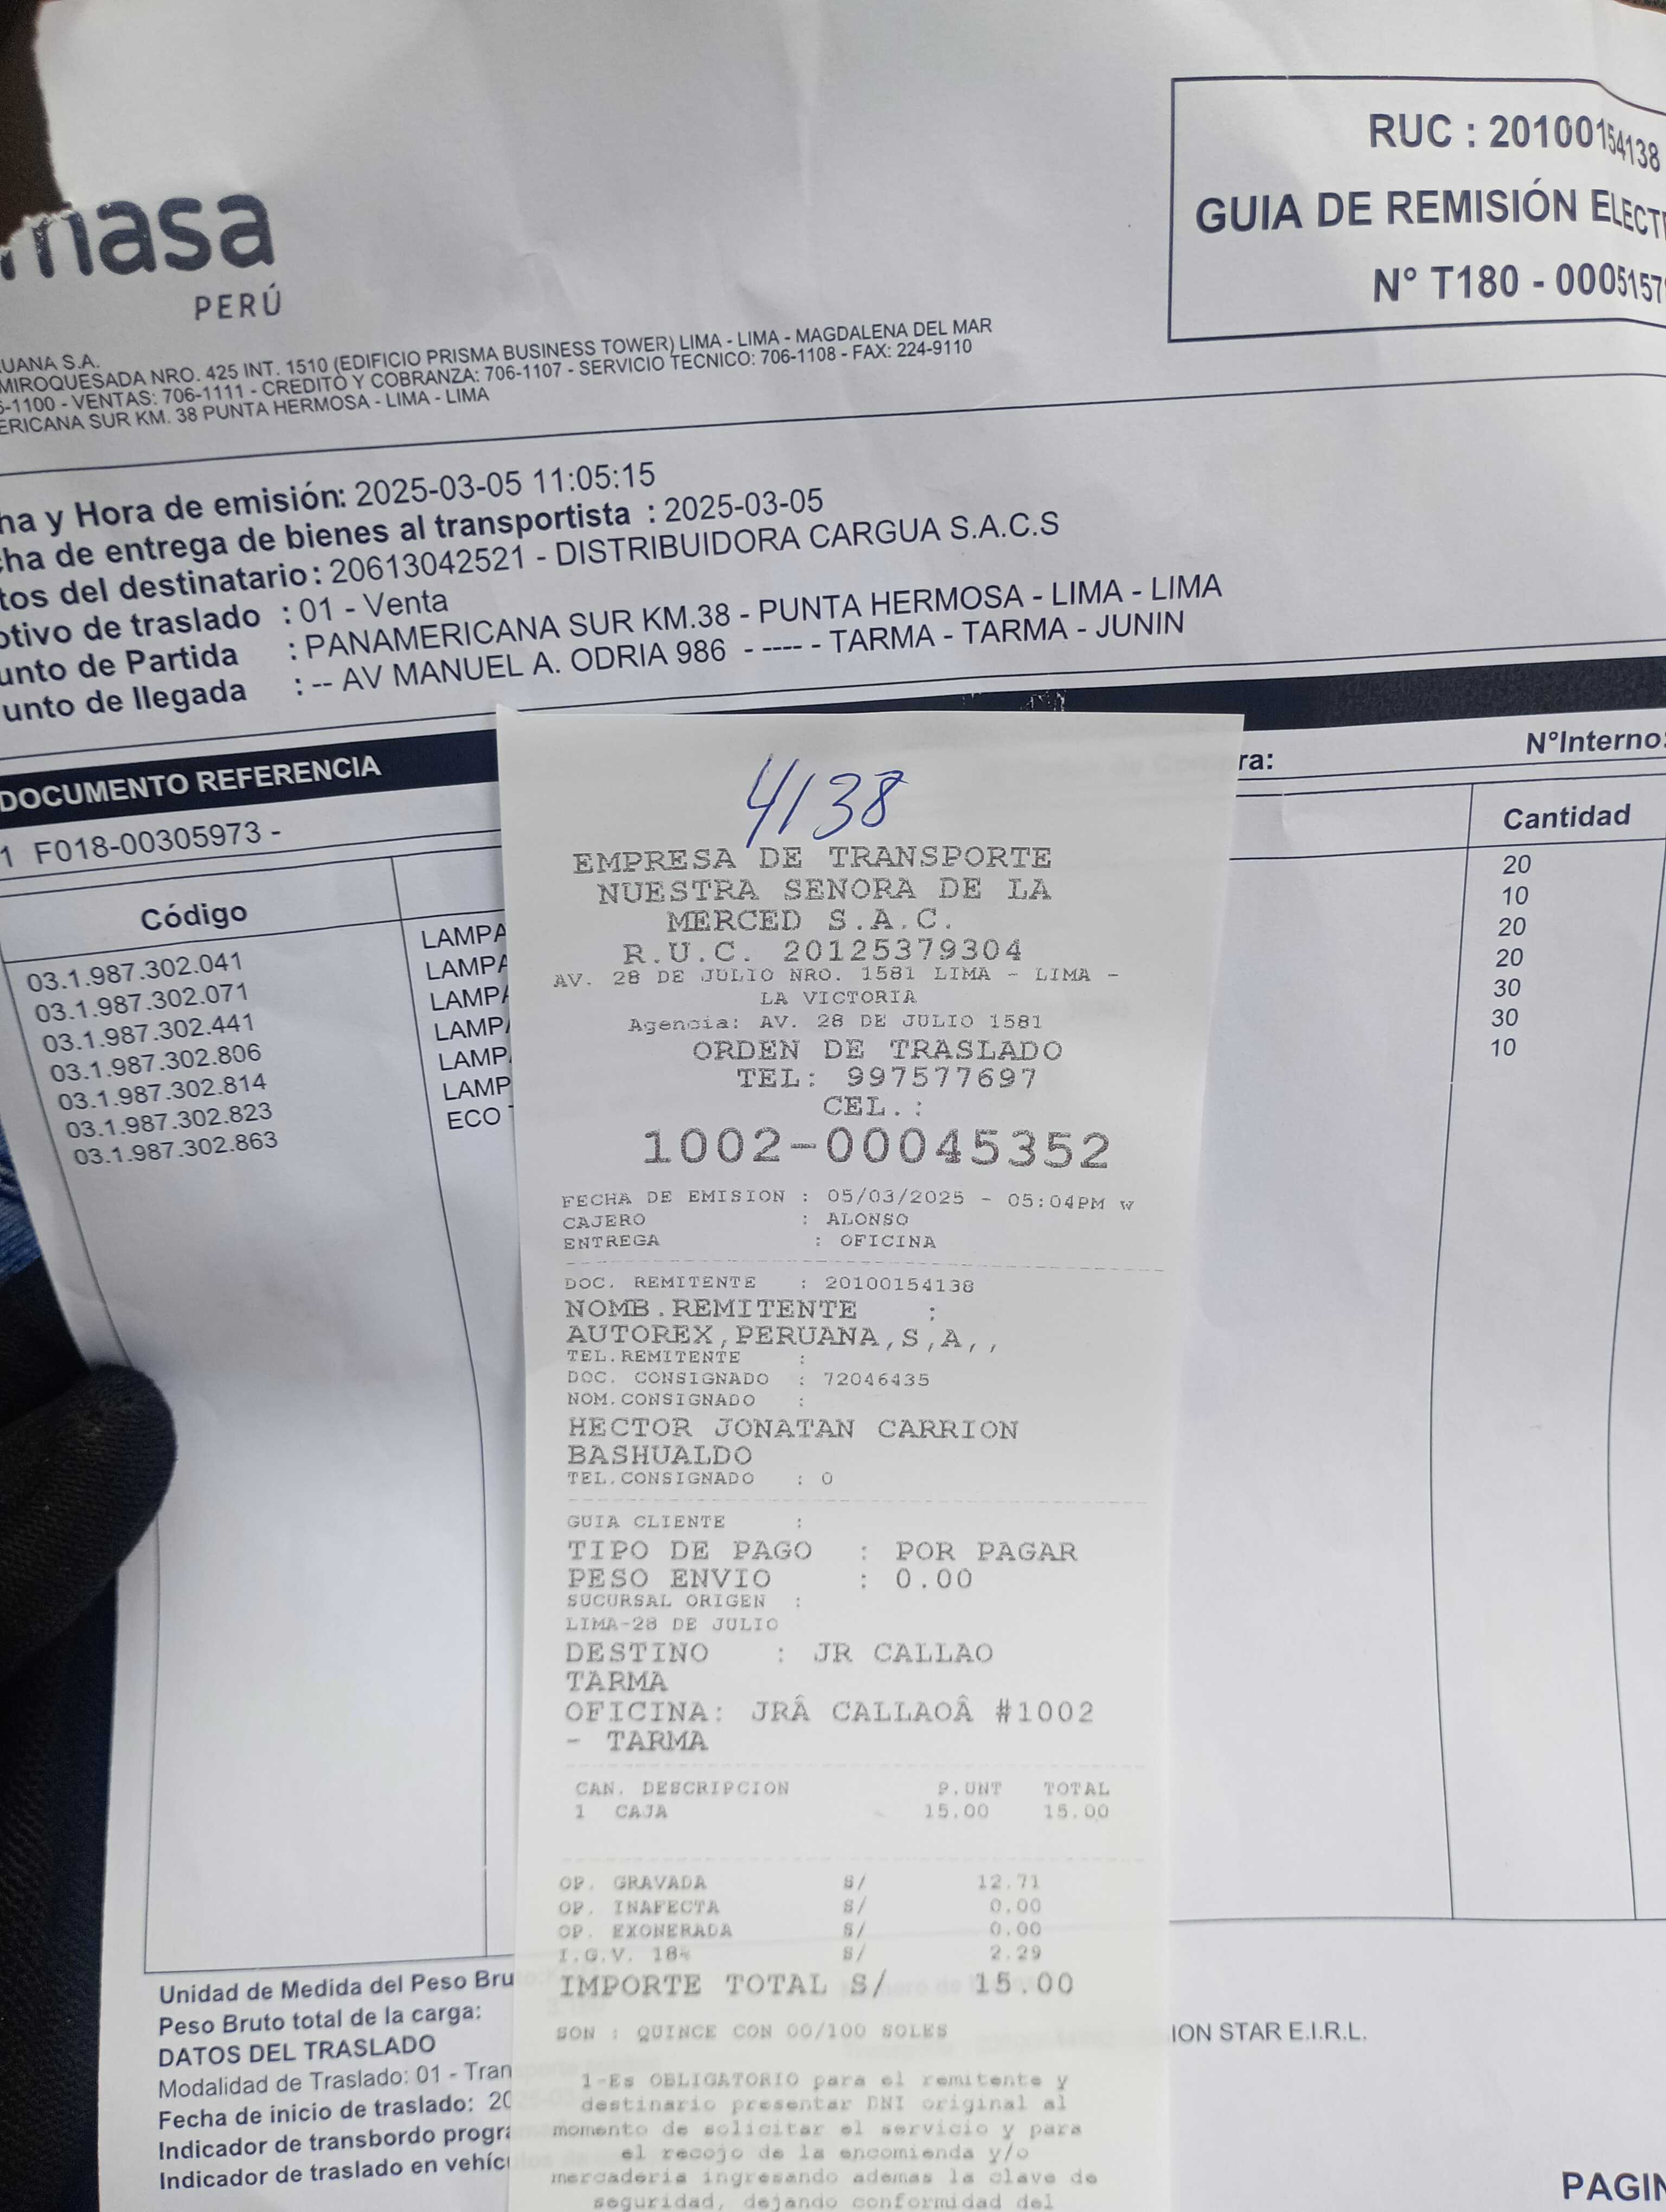 RUC : 20100154138
GUIA DE REMISIÓN ELECT
N° T180 - 0005157
masa
PERÚ
UANA S.A.
MIROQUESADA NRO. 425 INT. 1510 (EDIFICIO PRISMA BUSINESS TOWER) LIMA - LIMA - MAGDALENA DEL MAR
6-1100 - VENTAS: 706-1111 - CREDITO Y COBRANZA: 706-1107 - SERVICIO TECNICO: 706-1108 - FAX: 224-9110
ERICANA SUR KM. 38 PUNTA HERMOSA - LIMA - LIMA
ha y Hora de emisión: 2025-03-05 11:05:15
cha de entrega de bienes al transportista : 2025-03-05
tos del destinatario : 20613042521 - DISTRIBUIDORA CARGUA S.A.C.S
otivo de traslado : 01 - Venta
unto de Partida : PANAMERICANA SUR KM.38 - PUNTA HERMOSA - LIMA - LIMA
unto de llegada : -- AV MANUEL A. ODRIA 986 - ---- - TARMA - TARMA - JUNIN
DOCUMENTO REFERENCIA
ra:
N°Interno:
1 F018-00305973 -
Código
Cantidad
03.1.987.302.041 LAMPA 20
03.1.987.302.071 LAMPA 10
03.1.987.302.441 LAMPA 20
03.1.987.302.806 LAMPA 20
03.1.987.302.814 LAMP 30
03.1.987.302.823 LAMP 30
03.1.987.302.863 ECO 10
4138
EMPRESA DE TRANSPORTE
NUESTRA SENORA DE LA
MERCED S.A.C.
R.U.C. 20125379304
AV. 28 DE JULIO NRO. 1581 LIMA - LIMA -
LA VICTORIA
Agencia: AV. 28 DE JULIO 1581
ORDEN DE TRASLADO
TEL: 997577697
CEL.:
1002-00045352
FECHA DE EMISION : 05/03/2025 - 05:04PM w
CAJERO : ALONSO
ENTREGA : OFICINA
DOC. REMITENTE : 20100154138
NOMB.REMITENTE :
AUTOREX,PERUANA,S,A,,
TEL.REMITENTE :
DOC. CONSIGNADO : 72046435
NOM.CONSIGNADO :
HECTOR JONATAN CARRION
BASHUALDO
TEL.CONSIGNADO : 0
GUIA CLIENTE :
TIPO DE PAGO : POR PAGAR
PESO ENVIO : 0.00
SUCURSAL ORIGEN :
LIMA-28 DE JULIO
DESTINO : JR CALLAO
TARMA
OFICINA: JRÂ CALLAOÂ #1002
- TARMA
CAN. DESCRIPCION P.UNT TOTAL
1 CAJA 15.00 15.00
OP. GRAVADA S/ 12.71
OP. INAFECTA S/ 0.00
OP. EXONERADA S/ 0.00
I.G.V. 18% S/ 2.29
IMPORTE TOTAL S/ 15.00
SON : QUINCE CON 00/100 SOLES
1-Es OBLIGATORIO para el remitente y
destinario presentar DNI original al
momento de solicitar el servicio y para
el recojo de la encomienda y/o
mercaderia ingresando ademas la clave de
seguridad, dejando conformidad del
Unidad de Medida del Peso Bru
Peso Bruto total de la carga:
DATOS DEL TRASLADO
ION STAR E.I.R.L.
Modalidad de Traslado: 01 - Tran
Fecha de inicio de traslado: 20
Indicador de transbordo progra
Indicador de traslado en vehícu
PAGIN